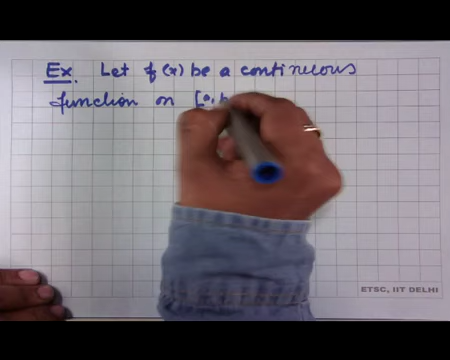 Ex. Let f(x) be a continuous
function on [a, b
ETSC, IIT DELHI